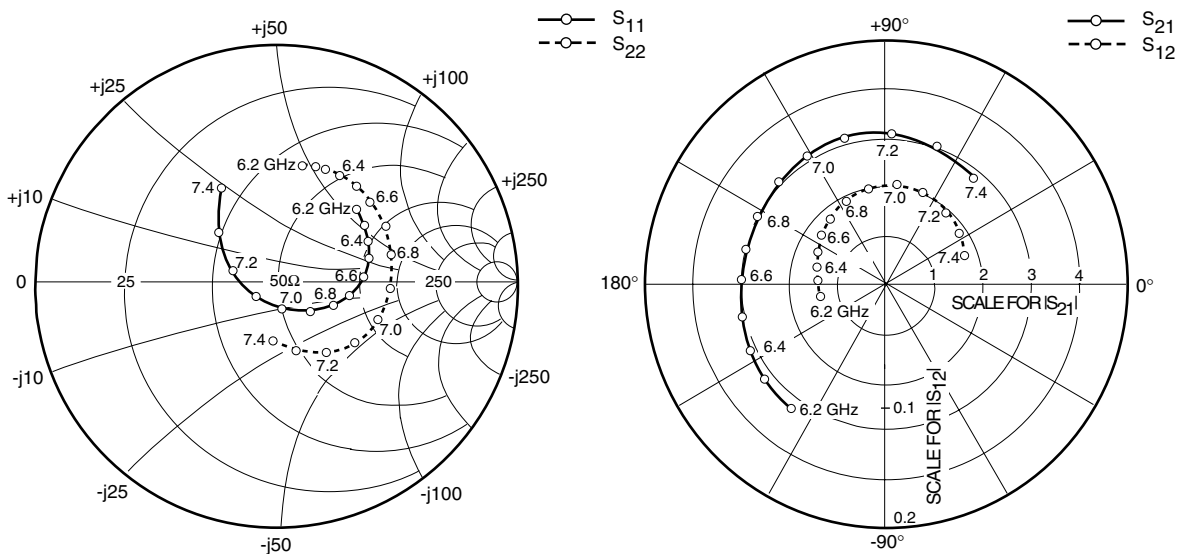 S11
S22
+j50
+j25
+j100
+j10
+j250
0
25
50Ω
250
-j10
-j250
-j25
-j100
-j50
6.2 GHz
6.4
6.6
6.8
7.0
7.2
7.4
6.2 GHz
6.4
6.6
6.8
7.0
7.2
7.4
S21
S12
+90°
180°
0°
-90°
7.0
7.2
7.4
6.8
6.6
6.4
6.2 GHz
7.0
7.2
7.4
6.8
6.6
6.4
6.2 GHz
1
2
3
4
SCALE FOR |S21|
SCALE FOR |S12|
0.1
0.2